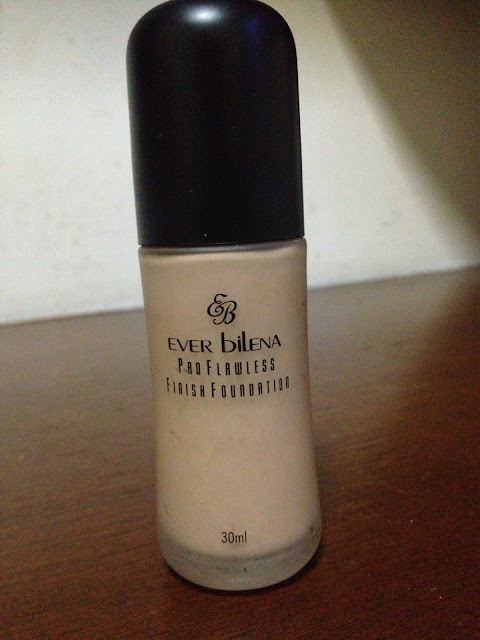 EB
EVER biLENA
PRO FLAWLESS
FINISH FOUNDATION
30ml